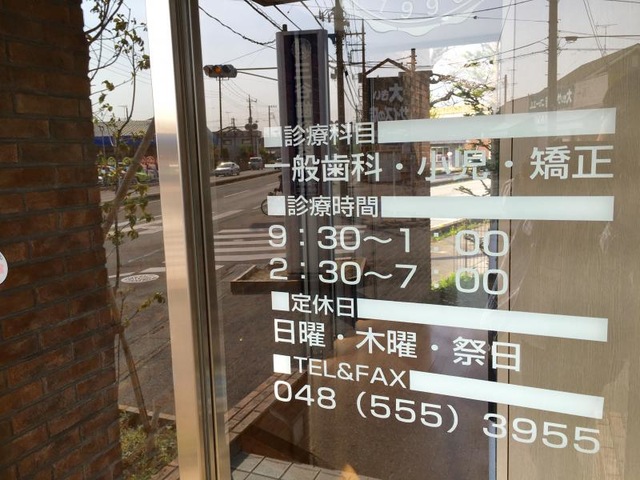 ■診療科目
一般歯科・小児・矯正
■診療時間
9：30～1：00
2：30～7：00
■定休日
日曜・木曜・祭日
■TEL&FAX
048（555）3955